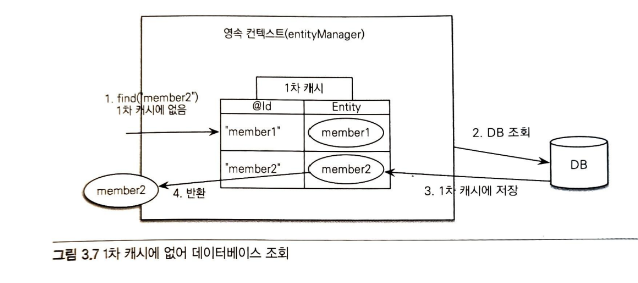 영속 컨텍스트(entityManager)
1차 캐시
1. find("member2")
1차 캐시에 없음
@Id
Entity
"member1"
member1
2. DB 조회
DB
"member2"
member2
3. 1차 캐시에 저장
member2
4. 반환
그림 3.7 1차 캐시에 없어 데이터베이스 조회